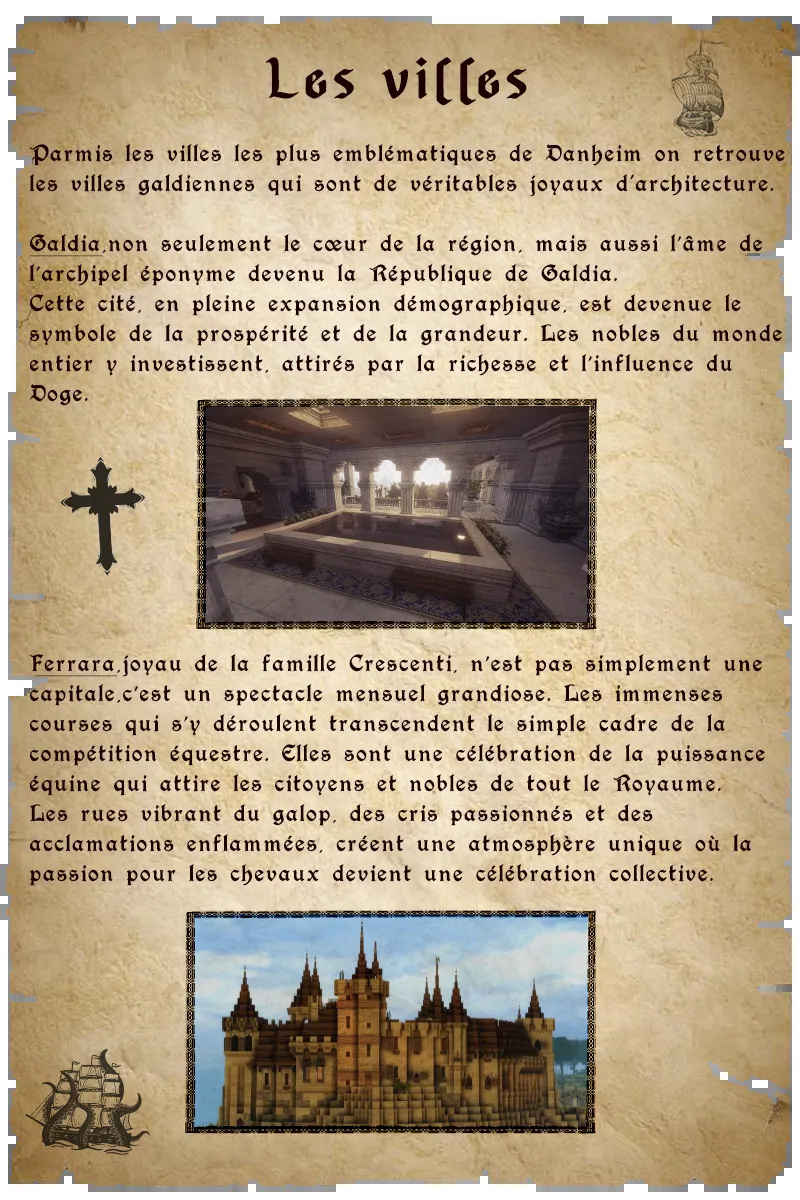 Les villes
Parmis les villes les plus emblématiques de Danheim on retrouve
les villes galdiennes qui sont de véritables joyaux d'architecture.
Galdia,non seulement le cœur de la région, mais aussi l'âme de
l'archipel éponyme devenu la République de Galdia.
Cette cité, en pleine expansion démographique, est devenue le
symbole de la prospérité et de la grandeur. Les nobles du monde
entier y investissent, attirés par la richesse et l'influence du
Doge.
Ferrara,joyau de la famille Crescenti, n'est pas simplement une
capitale,c'est un spectacle mensuel grandiose. Les immenses
courses qui s'y déroulent transcendent le simple cadre de la
compétition équestre. Elles sont une célébration de la puissance
équine qui attire les citoyens et nobles de tout le Royaume.
Les rues vibrant du galop, des cris passionnés et des
acclamations enflammées, créent une atmosphère unique où la
passion pour les chevaux devient une célébration collective.